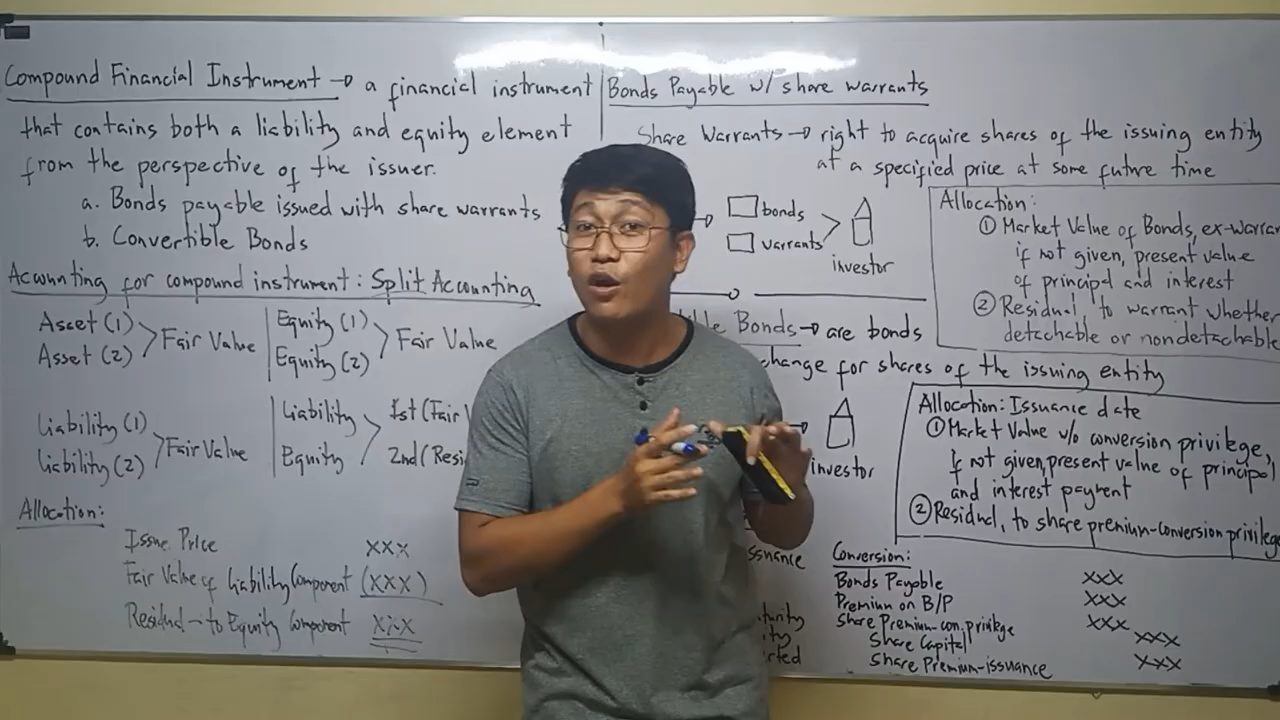 Compound Financial Instrument → a financial instrument
that contains both a liability and equity element
from the perspective of the issuer.
a. Bonds payable issued with share warrants
b. Convertible Bonds
Accounting for compound instrument: Split Accounting
Asset (1)
Asset (2)
Fair Value
Equity (1)
Equity (2)
Fair Value
Liability (1)
Liability (2)
Fair Value
Liability
Equity
1st (Fair
2nd (Resi
Allocation:
Issue Price xxx
Fair Value of Liability Component (xxx)
Residual → to Equity Component xxx
Bonds Payable w/ share warrants
Share Warrants → right to acquire shares of the issuing entity
at a specified price at some future time
bonds
warrants
investor
Allocation:
① Market Value of Bonds, ex-warran
if not given, present value
of principal and interest
② Residual, to warrant whether
detachable or nondetachable
ble Bonds → are bonds
change for shares of the issuing entity
investor
Allocation: Issuance date
① Market Value w/o conversion privilege,
if not given, present value of principal
and interest payment
② Residual, to share premium-conversion privilege
ssuance
turity
ity
rted
Conversion:
Bonds Payable xxx
Premium on B/P xxx
Share Premium-con. privilege xxx
Share Capital xxx
Share Premium-issuance xxx